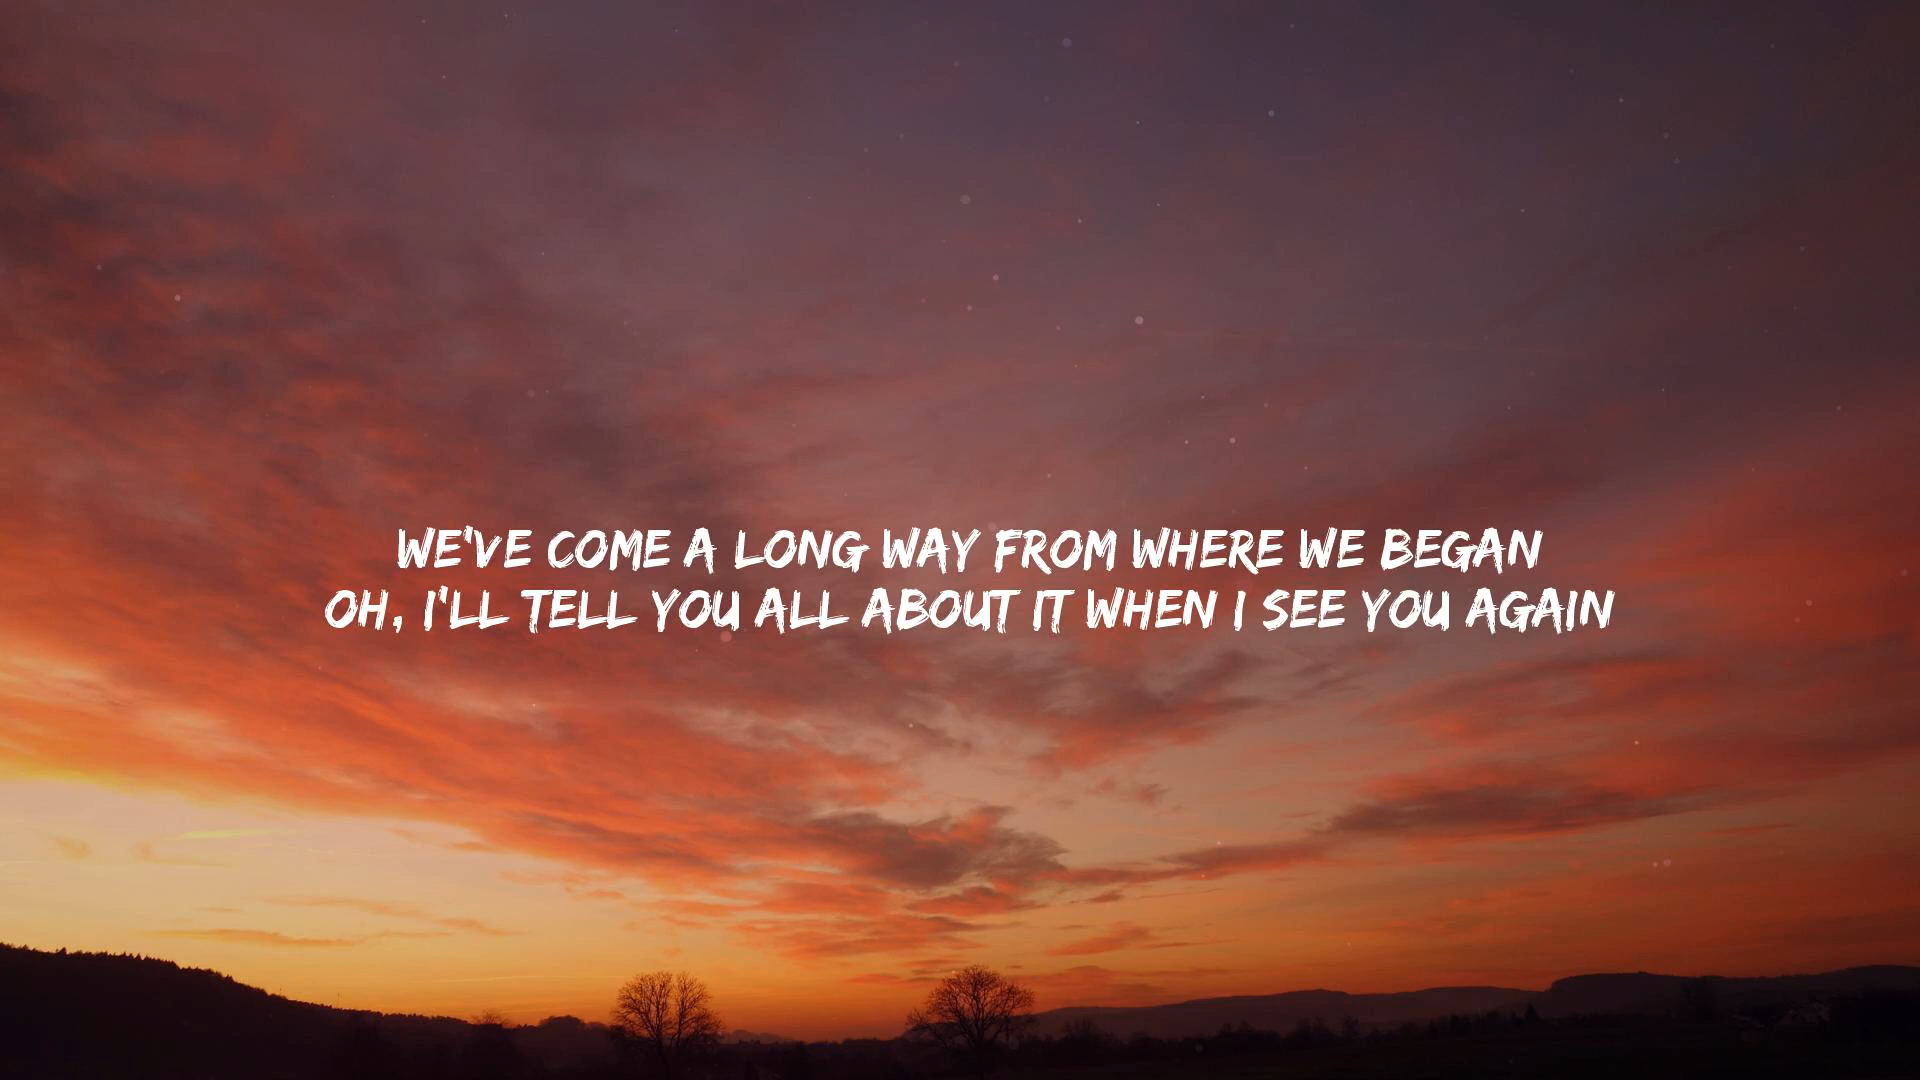 WE'VE COME A LONG WAY FROM WHERE WE BEGAN
OH, I'LL TELL YOU ALL ABOUT IT WHEN I SEE YOU AGAIN